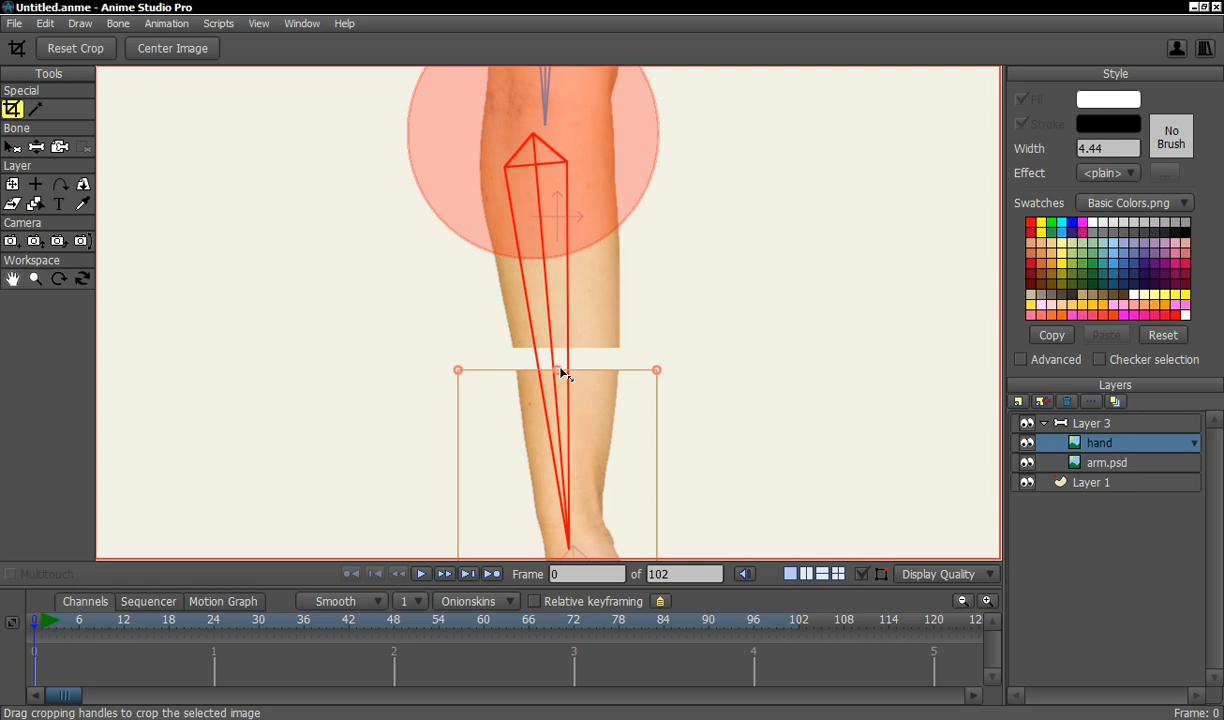 Untitled.anme - Anime Studio Pro
File Edit Draw Bone Animation Scripts View Window Help
Reset Crop Center Image
Tools
Special
Bone
Layer
T
Camera
Workspace
Style
Fill
Stroke
No Brush
Width 4.44
Effect <plain> ...
Swatches Basic Colors.png
Copy Paste Reset
Advanced Checker selection
Layers
Layer 3
hand
arm.psd
Layer 1
Multitouch Frame 0 of 102 Display Quality
Channels Sequencer Motion Graph Smooth 1 Onionskins Relative keyframing
0 6 12 18 24 30 36 42 48 54 60 66 72 78 84 90 96 102 108 114 120 12
0 1 2 3 4 5
Drag cropping handles to crop the selected image Frame: 0